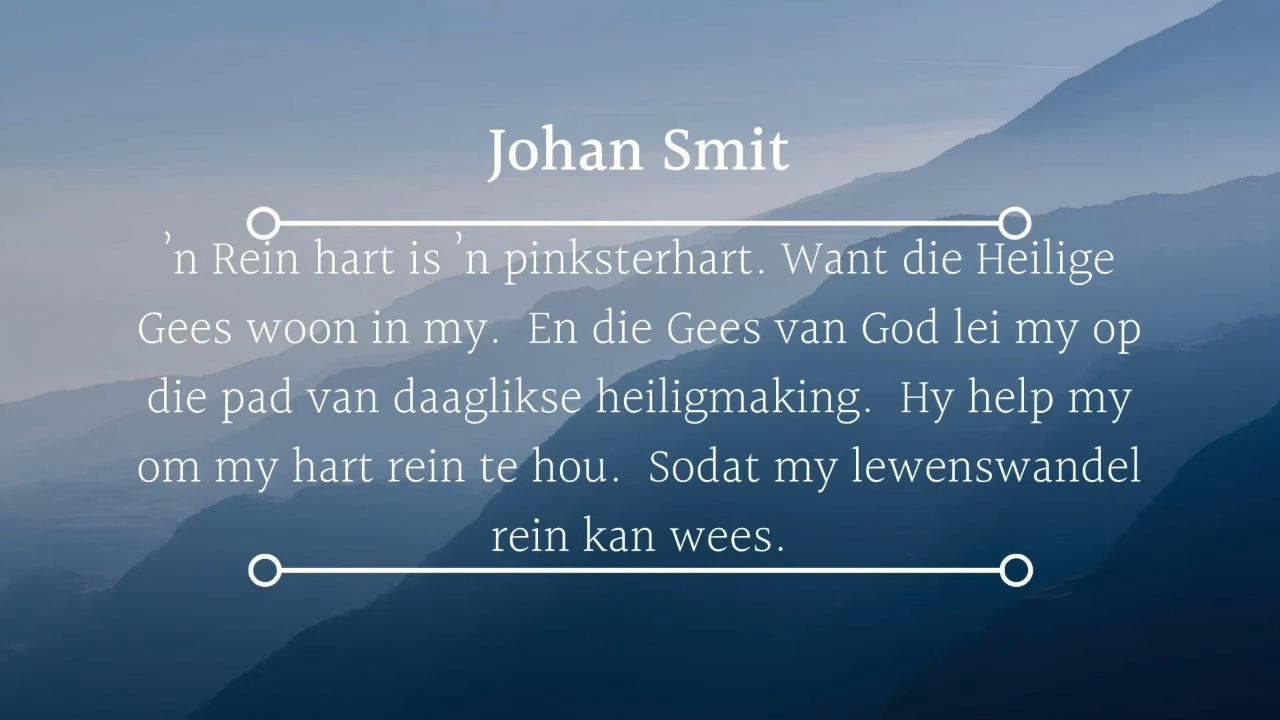 Johan Smit
’n Rein hart is ’n pinksterhart. Want die Heilige
Gees woon in my.  En die Gees van God lei my op
die pad van daaglikse heiligmaking.  Hy help my
om my hart rein te hou.  Sodat my lewenswandel
rein kan wees.